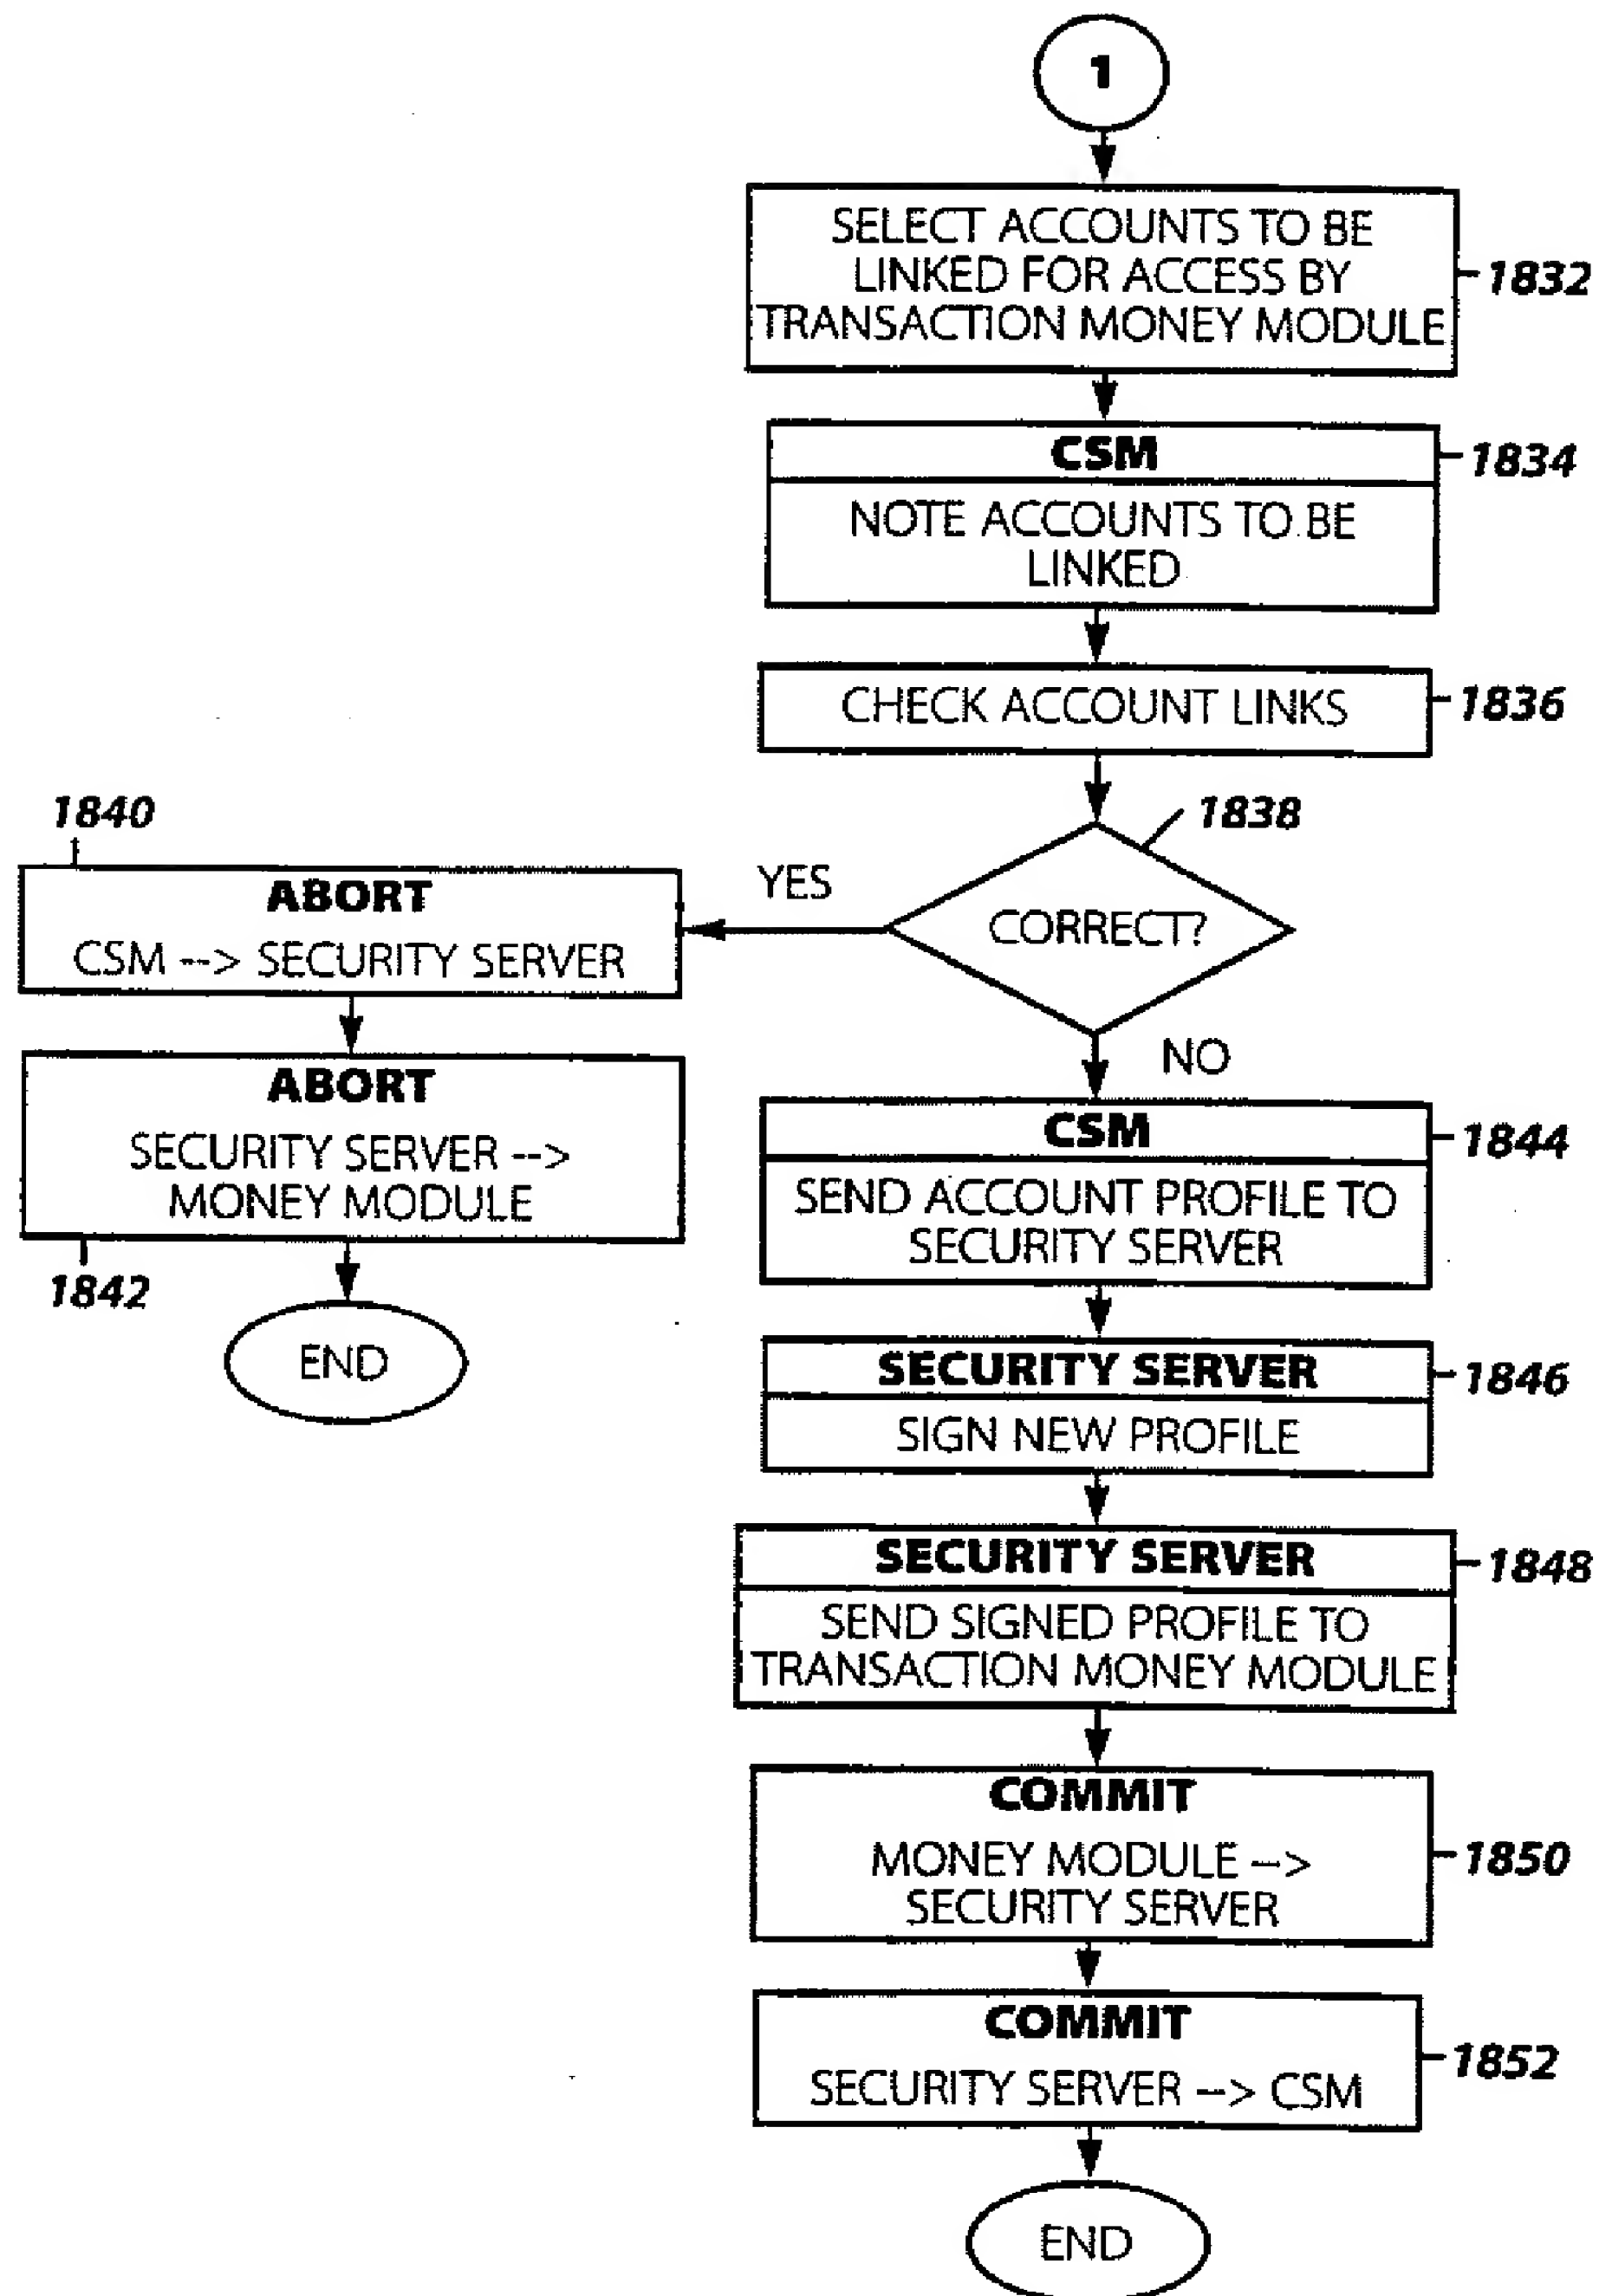 1
SELECT ACCOUNTS TO BE
LINKED FOR ACCESS BY
TRANSACTION MONEY MODULE
1832
CSM
1834
NOTE ACCOUNTS TO BE
LINKED
CHECK ACCOUNT LINKS
1836
1838
CORRECT?
YES
1840
ABORT
CSM --> SECURITY SERVER
ABORT
SECURITY SERVER -->
MONEY MODULE
1842
END
NO
CSM
1844
SEND ACCOUNT PROFILE TO
SECURITY SERVER
SECURITY SERVER
1846
SIGN NEW PROFILE
SECURITY SERVER
1848
SEND SIGNED PROFILE TO
TRANSACTION MONEY MODULE
COMMIT
MONEY MODULE -->
SECURITY SERVER
1850
COMMIT
SECURITY SERVER --> CSM
1852
END